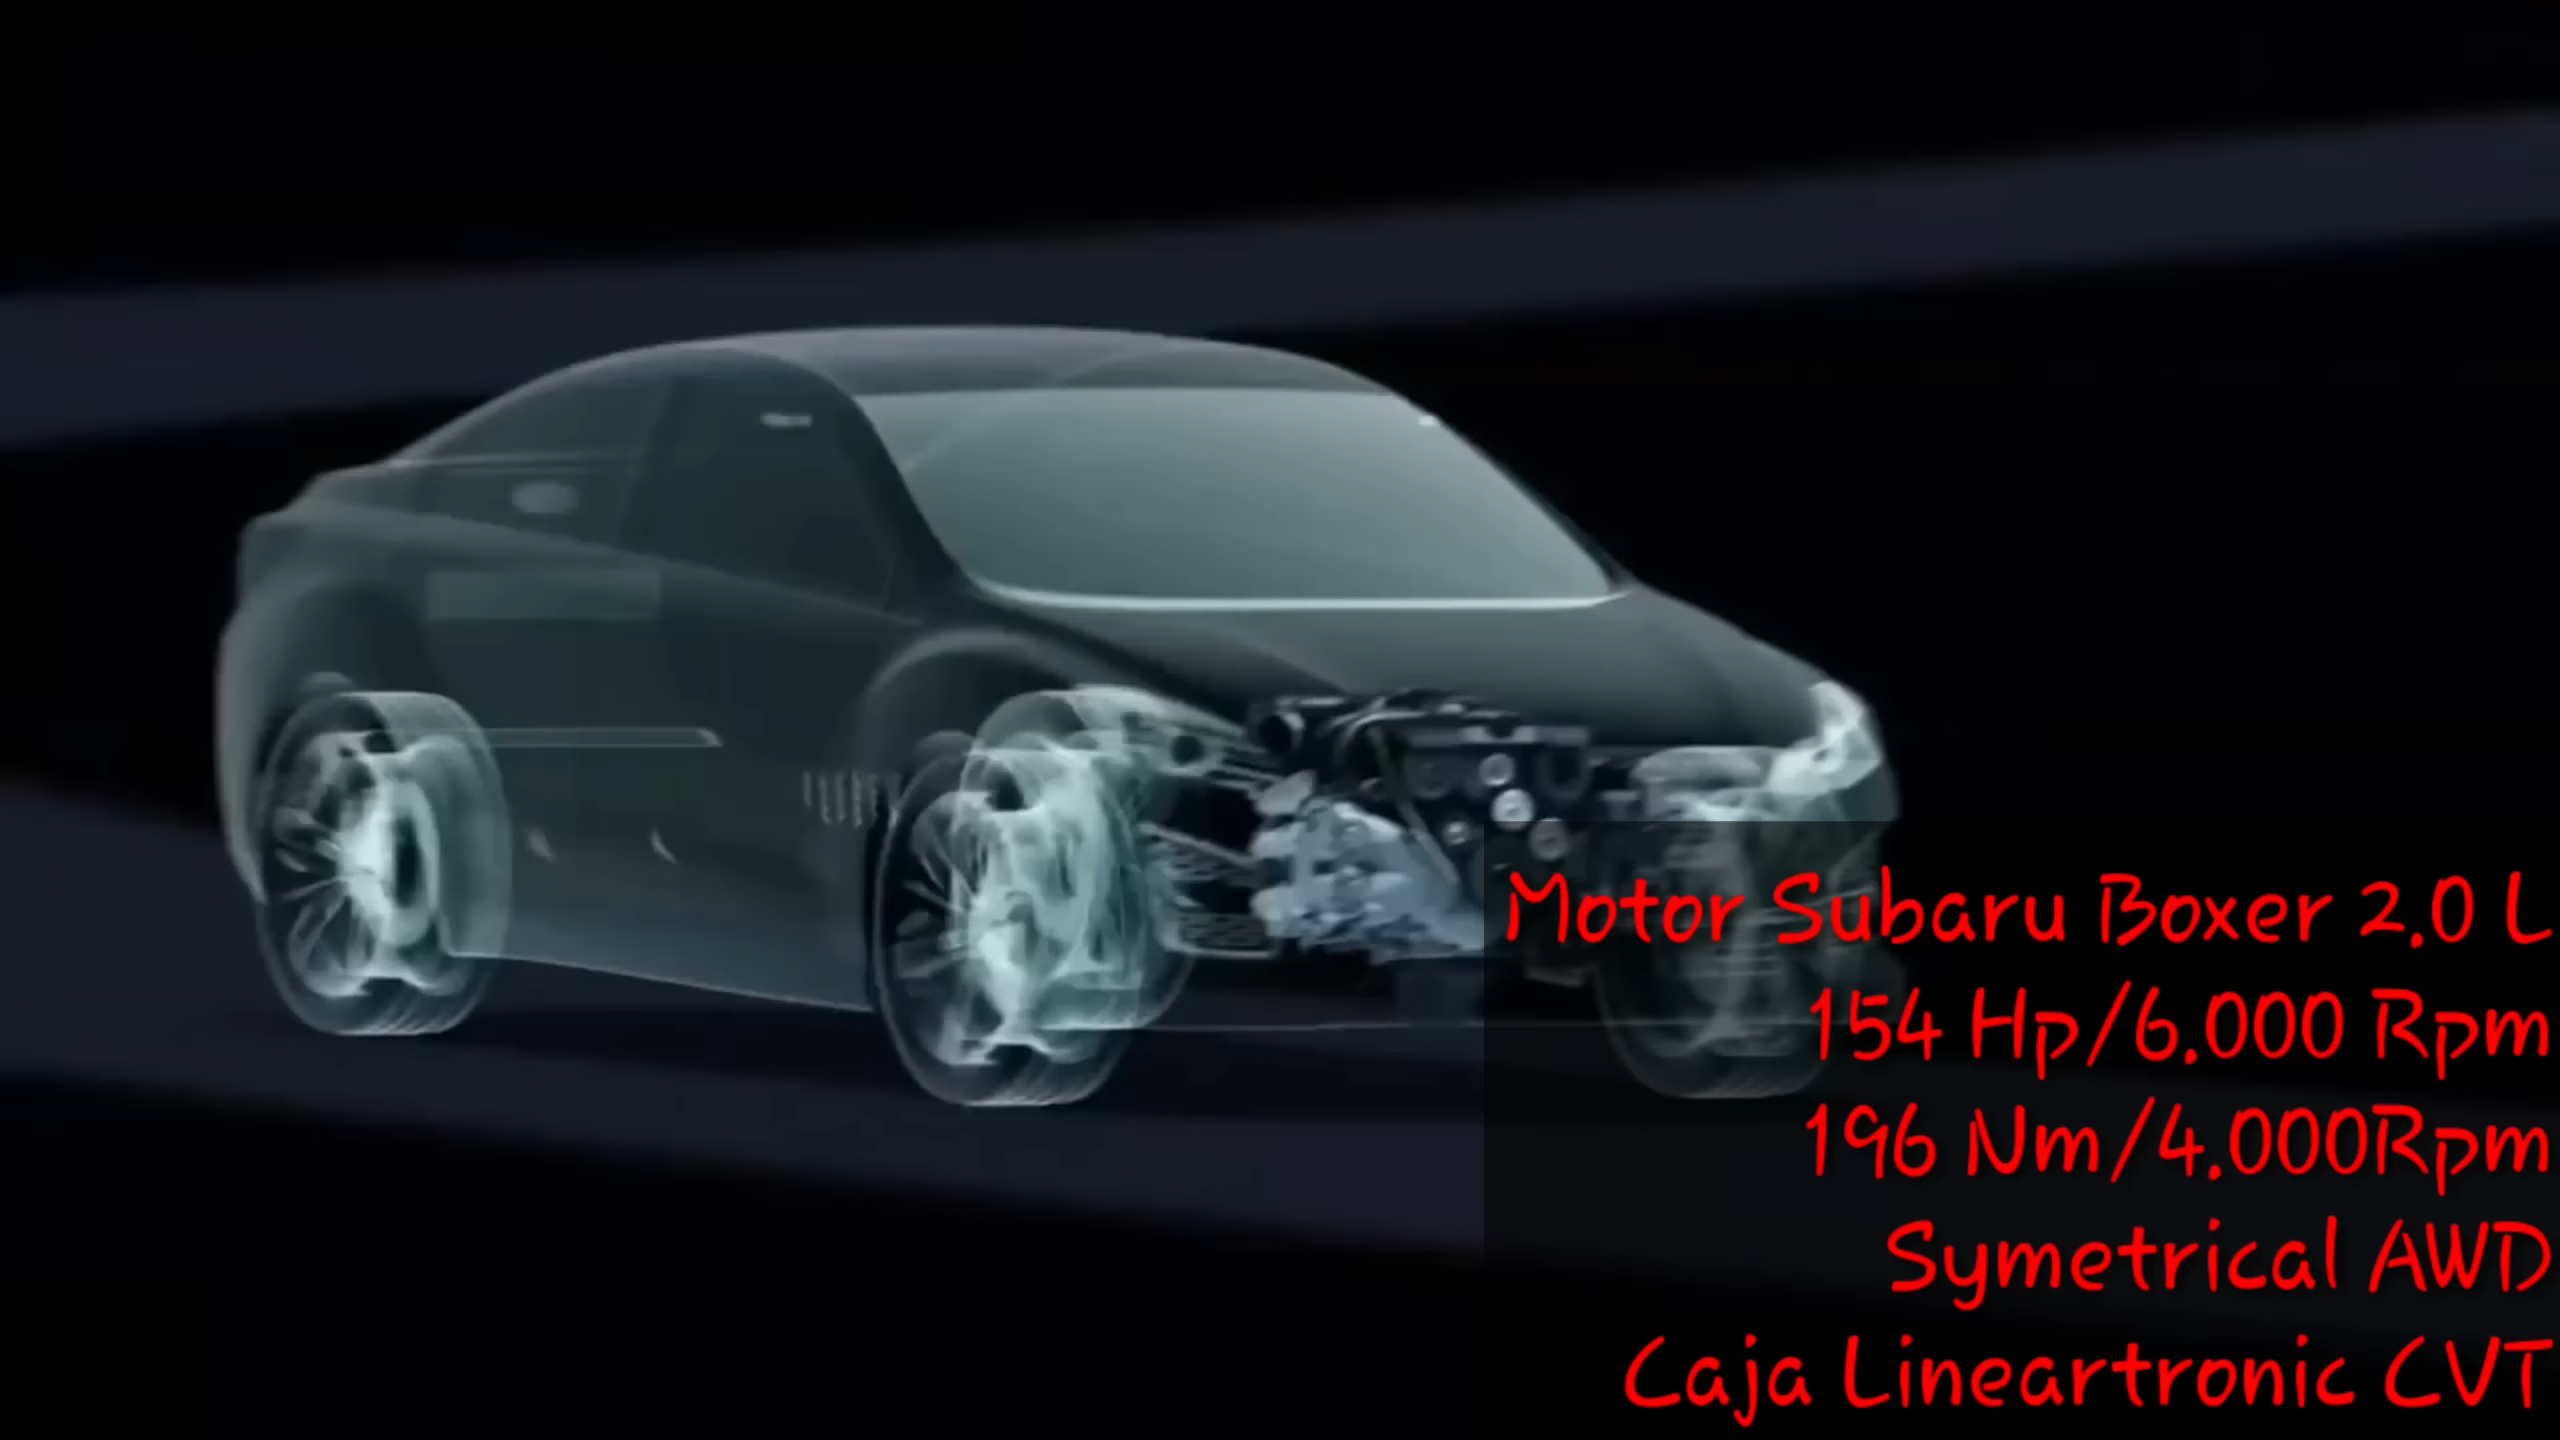 Motor Subaru Boxer 2.0 L
154 Hp/6.000 Rpm
196 Nm/4.000Rpm
Symetrical AWD
Caja Lineartronic CVT